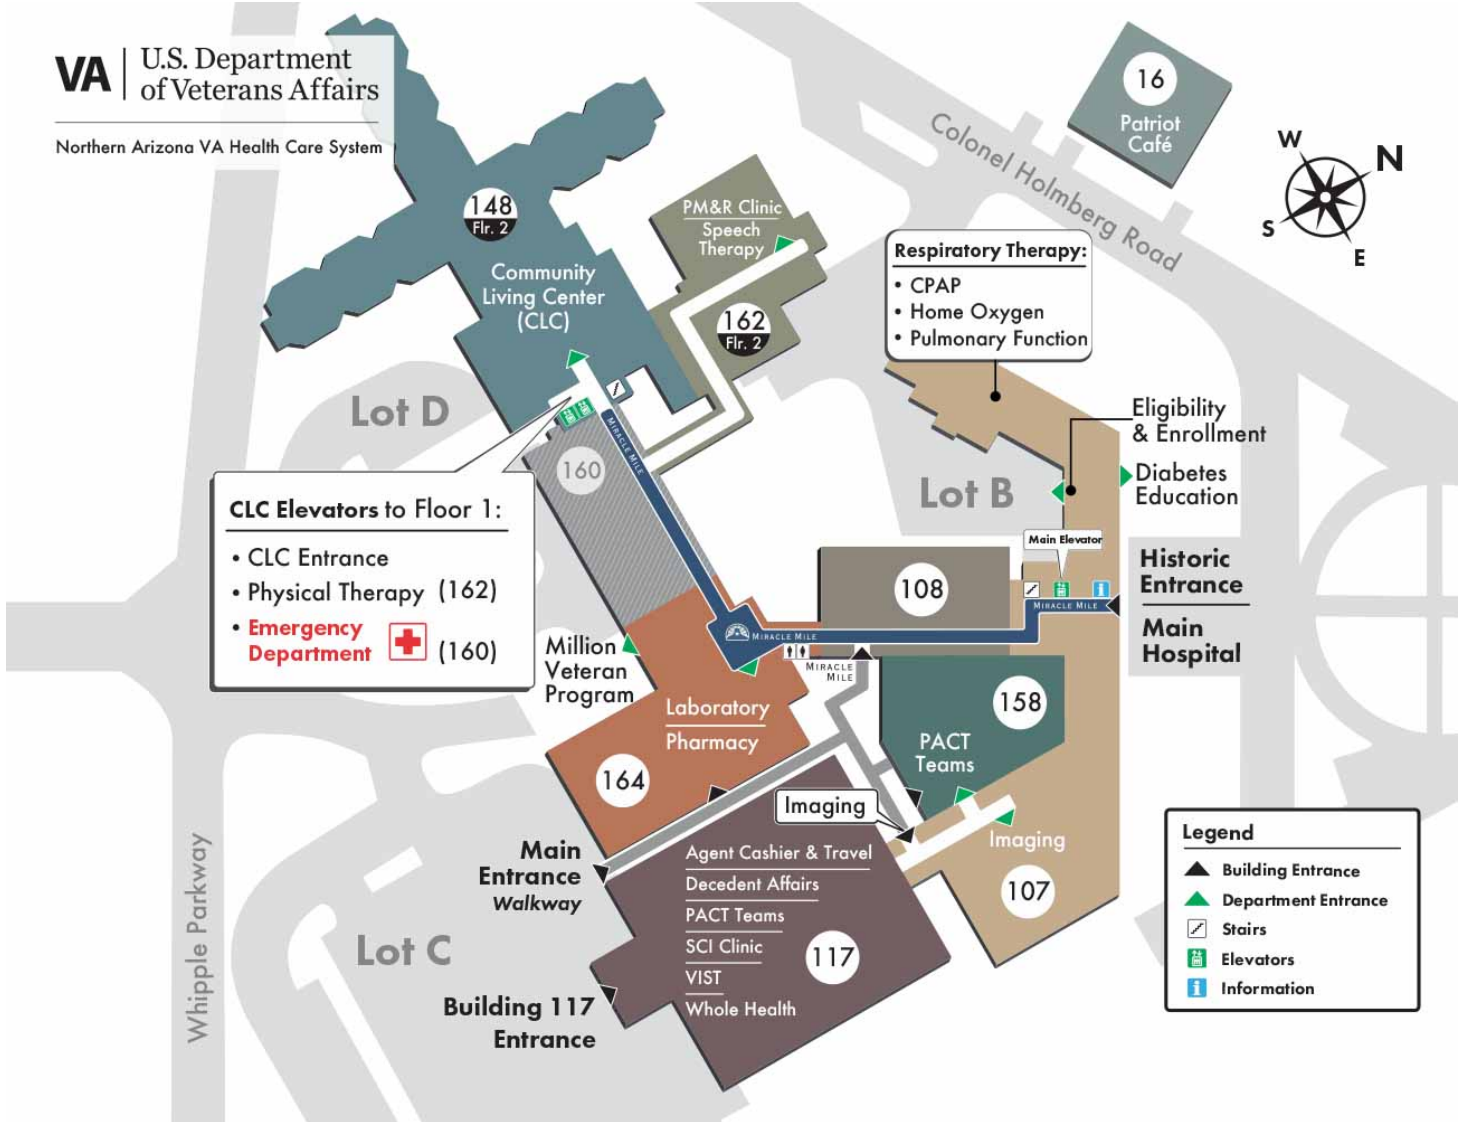 VA
U.S. Department
of Veterans Affairs
Northern Arizona VA Health Care System
16
Patriot
Café
Colonel Holmberg Road
W
N
S
E
148
Flr. 2
Community
Living Center
(CLC)
PM&R Clinic
Speech
Therapy
162
Flr. 2
Respiratory Therapy:
• CPAP
• Home Oxygen
• Pulmonary Function
Lot D
Eligibility
& Enrollment
Diabetes
Education
Lot B
MIRACLE MILE
160
CLC Elevators to Floor 1:
• CLC Entrance
• Physical Therapy (162)
• Emergency
Department (160)
Main Elevator
Historic
Entrance
Main
Hospital
108
MIRACLE MILE
MIRACLE MILE
MIRACLE
MILE
Million
Veteran
Program
Laboratory
Pharmacy
164
158
PACT
Teams
Imaging
Imaging
107
Main
Entrance
Walkway
Agent Cashier & Travel
Decedent Affairs
PACT Teams
SCI Clinic
VIST
Whole Health
117
Lot C
Building 117
Entrance
Whipple Parkway
Legend
Building Entrance
Department Entrance
Stairs
Elevators
i Information